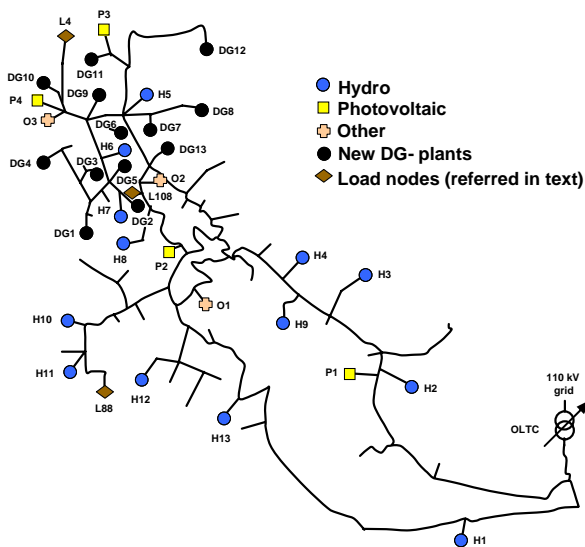 L4
P3
DG12
DG11
DG10
DG9
H5
P4
DG8
O3
DG6
DG7
H6
DG13
DG4
DG3
DG5
O2
L108
H7
DG2
DG1
H8
P2
H4
H3
O1
H9
H10
H11
H12
L88
H13
P1
H2
H1
110 kV
grid
OLTC
Hydro
Photovoltaic
Other
New DG- plants
Load nodes (referred in text)